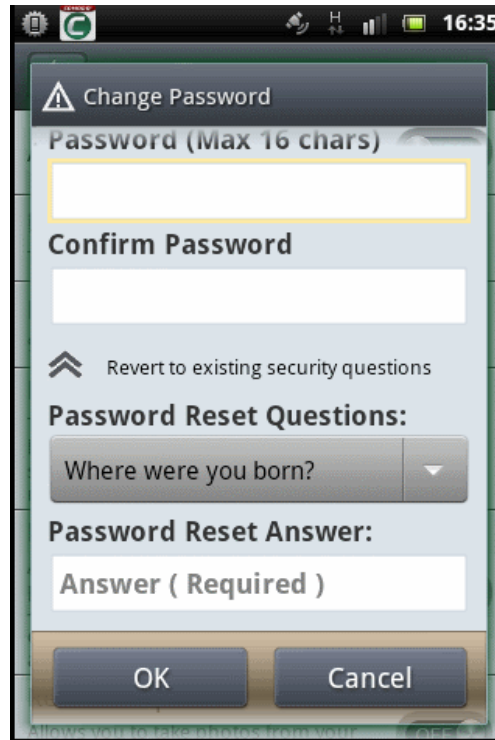 H
16:35
Change Password
Password (Max 16 chars)
Confirm Password
Revert to existing security questions
Password Reset Questions:
Where were you born?
Password Reset Answer:
Answer ( Required )
OK
Cancel
Allows you to take photos from your
OFF